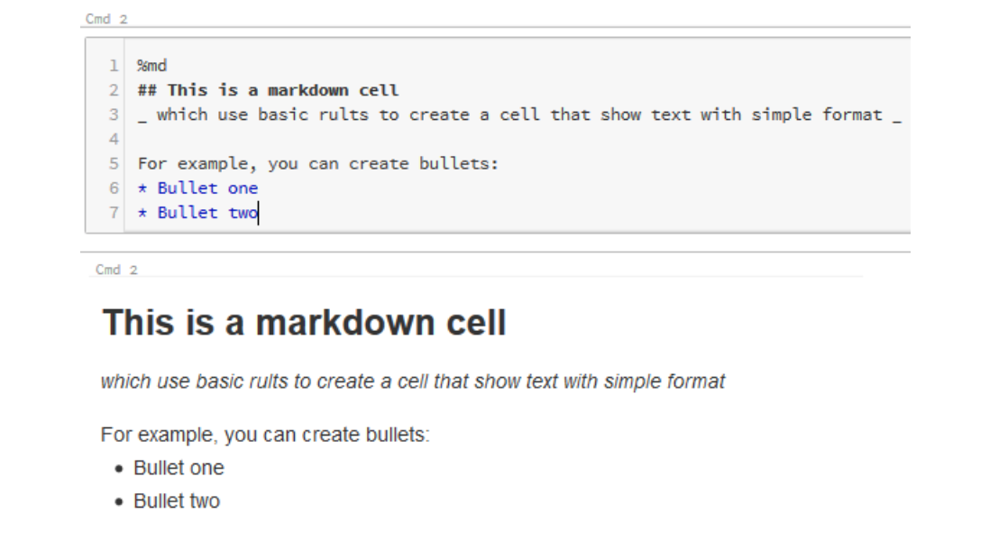 Cmd 2
1 %md
2 ## This is a markdown cell
3 _ which use basic rults to create a cell that show text with simple format _
4
5 For example, you can create bullets:
6 * Bullet one
7 * Bullet two
Cmd 2
This is a markdown cell
which use basic rults to create a cell that show text with simple format
For example, you can create bullets:
• Bullet one
• Bullet two